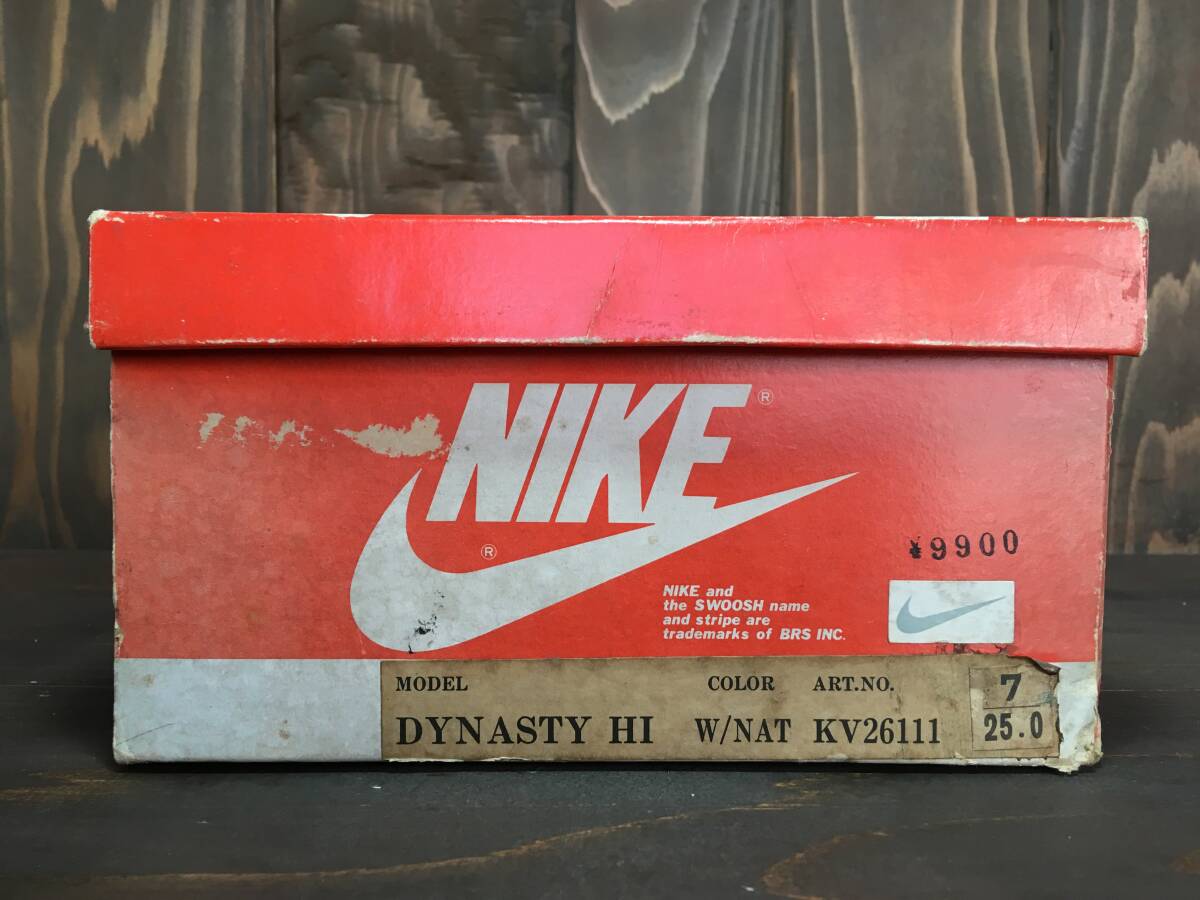 NIKE®
®
¥9900
NIKE and
the SWOOSH name
and stripe are
trademarks of BRS INC.
MODEL COLOR ART.NO. 7
DYNASTY HI W/NAT KV26111 25.0